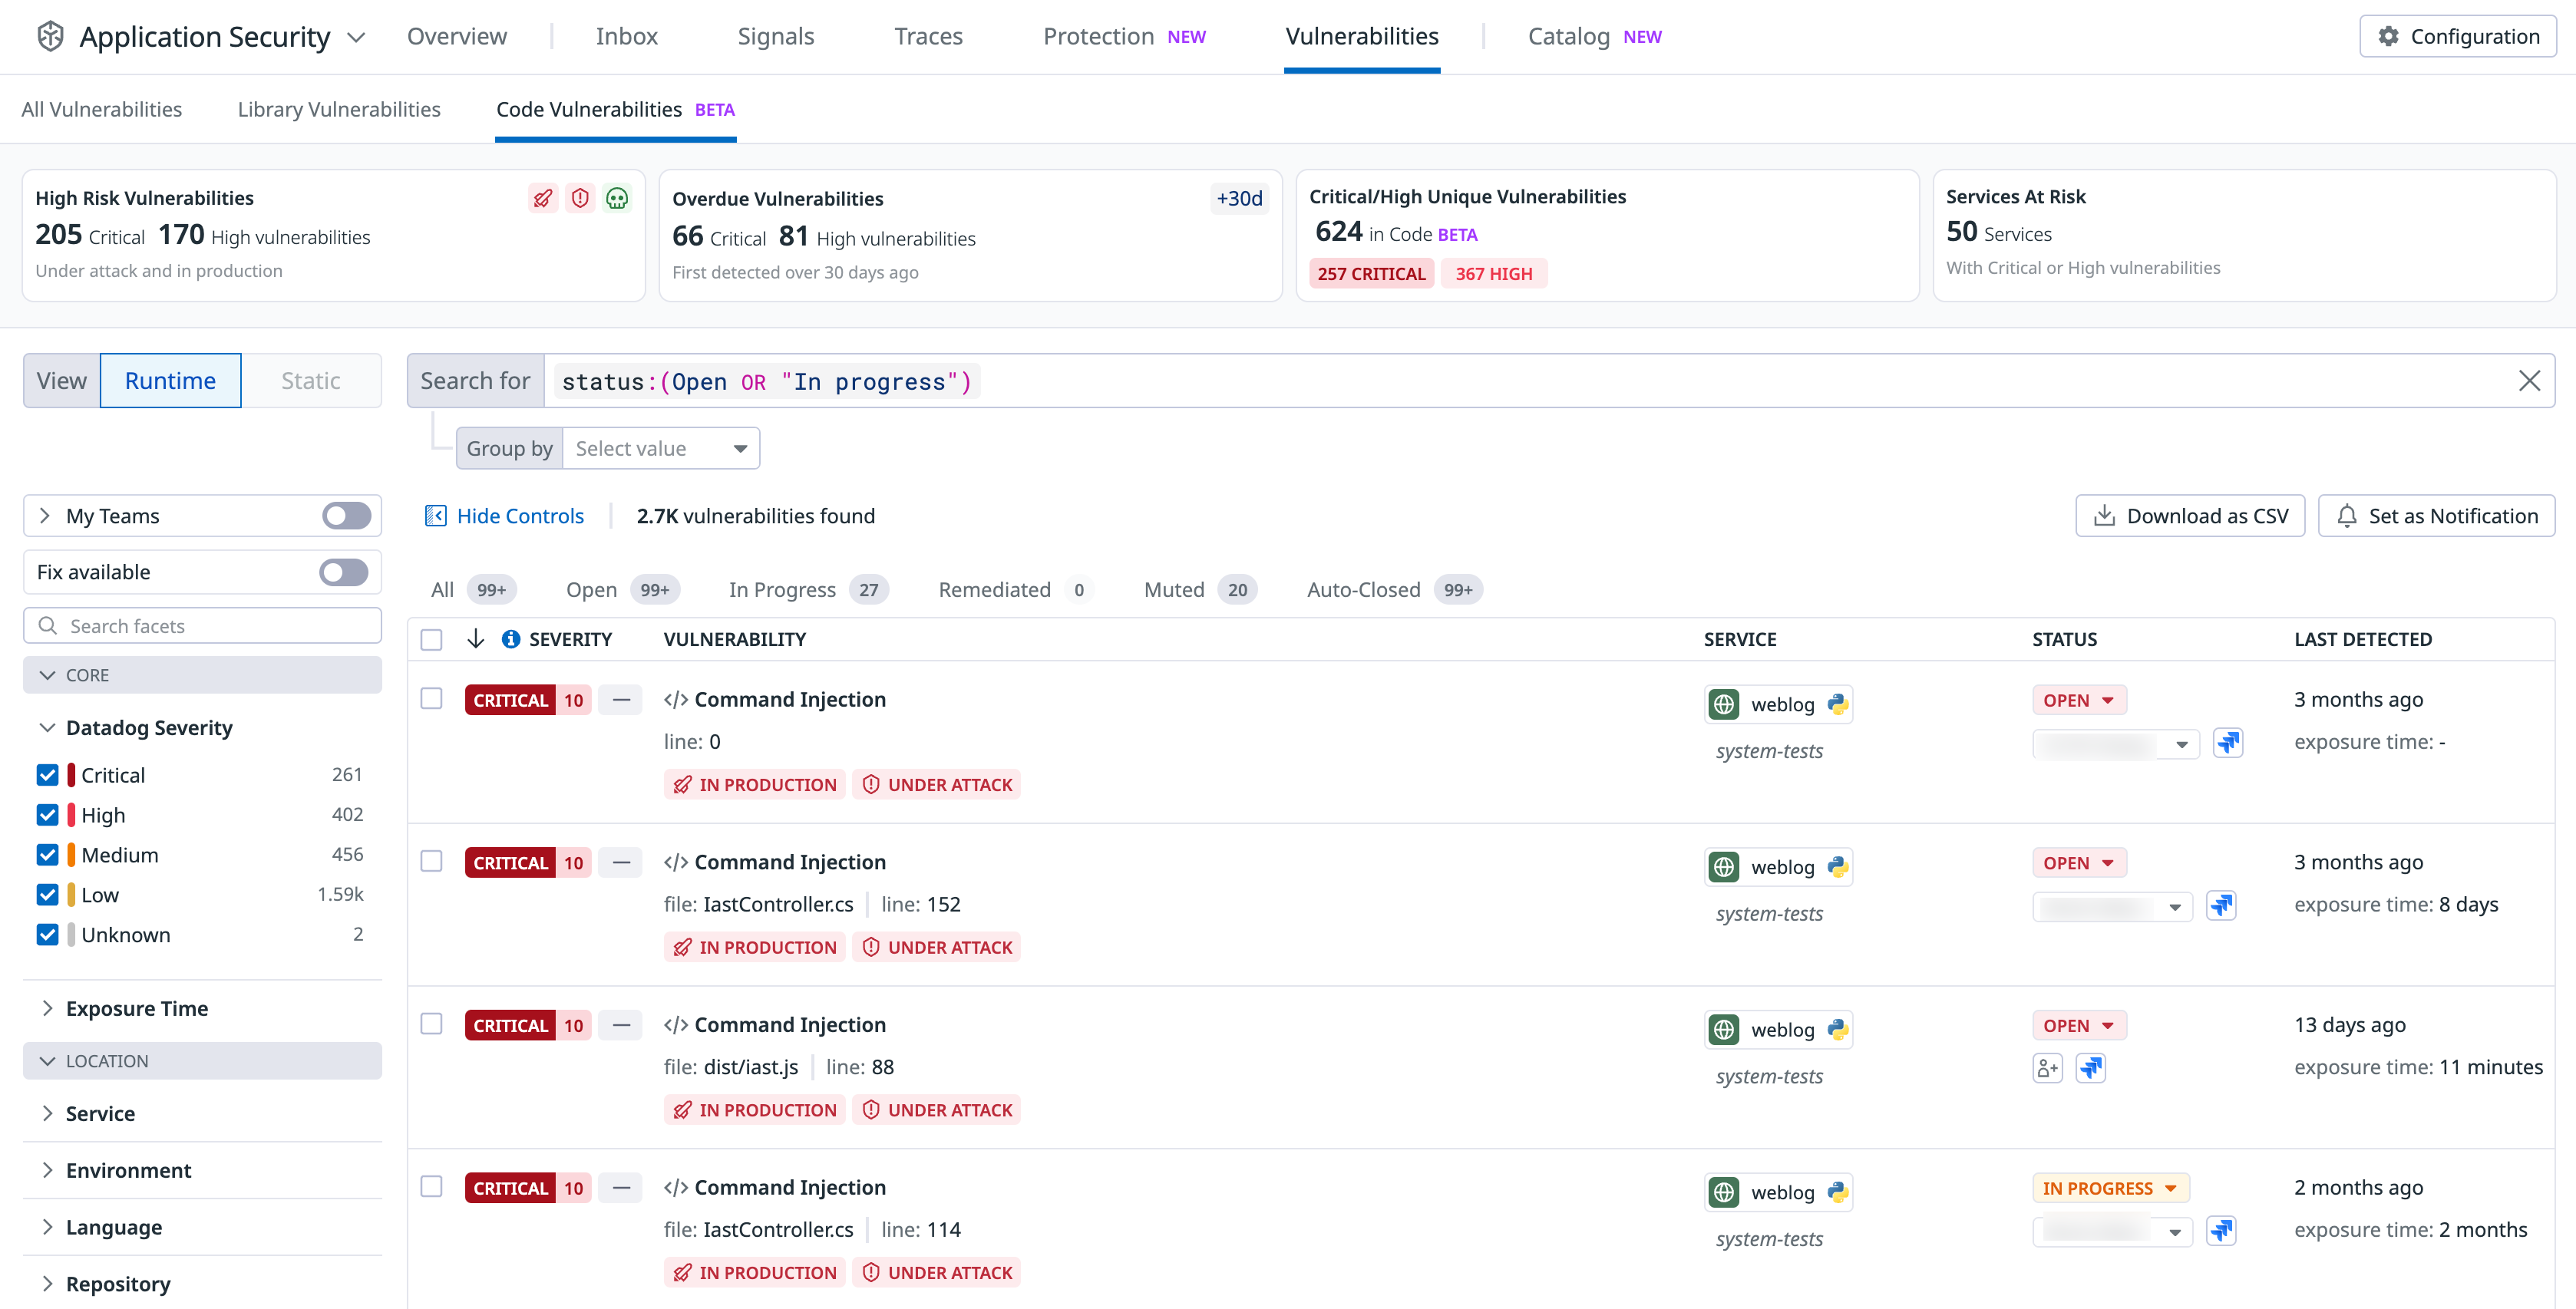 Application Security Overview Inbox Signals Traces Protection NEW Vulnerabilities Catalog NEW Configuration
All Vulnerabilities Library Vulnerabilities Code Vulnerabilities BETA
High Risk Vulnerabilities
205 Critical 170 High vulnerabilities
Under attack and in production
Overdue Vulnerabilities +30d
66 Critical 81 High vulnerabilities
First detected over 30 days ago
Critical/High Unique Vulnerabilities
624 in Code BETA
257 CRITICAL 367 HIGH
Services At Risk
50 Services
With Critical or High vulnerabilities
View Runtime Static
Search for status:(Open OR "In progress")
Group by Select value
My Teams
Fix available
Search facets
CORE
Datadog Severity
Critical 261
High 402
Medium 456
Low 1.59k
Unknown 2
Exposure Time
LOCATION
Service
Environment
Language
Repository
Hide Controls 2.7K vulnerabilities found Download as CSV Set as Notification
All 99+ Open 99+ In Progress 27 Remediated 0 Muted 20 Auto-Closed 99+
SEVERITY VULNERABILITY SERVICE STATUS LAST DETECTED
CRITICAL 10 — Command Injection weblog OPEN 3 months ago
line: 0 system-tests exposure time: -
IN PRODUCTION UNDER ATTACK
CRITICAL 10 — Command Injection weblog OPEN 3 months ago
file: IastController.cs line: 152 system-tests exposure time: 8 days
IN PRODUCTION UNDER ATTACK
CRITICAL 10 — Command Injection weblog OPEN 13 days ago
file: dist/iast.js line: 88 system-tests exposure time: 11 minutes
IN PRODUCTION UNDER ATTACK
CRITICAL 10 — Command Injection weblog IN PROGRESS 2 months ago
file: IastController.cs line: 114 system-tests exposure time: 2 months
IN PRODUCTION UNDER ATTACK